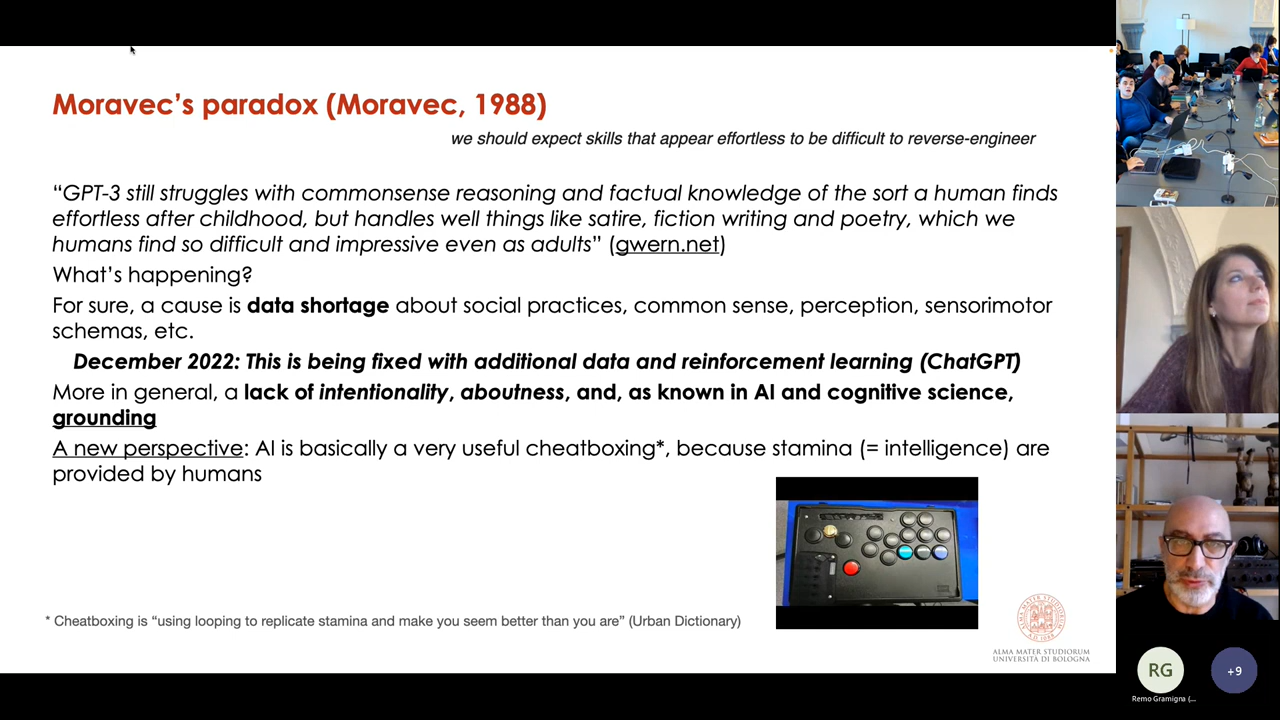 Moravec's paradox (Moravec, 1988)
we should expect skills that appear effortless to be difficult to reverse-engineer
“GPT-3 still struggles with commonsense reasoning and factual knowledge of the sort a human finds
effortless after childhood, but handles well things like satire, fiction writing and poetry, which we
humans find so difficult and impressive even as adults” (gwern.net)
What's happening?
For sure, a cause is data shortage about social practices, common sense, perception, sensorimotor
schemas, etc.
December 2022: This is being fixed with additional data and reinforcement learning (ChatGPT)
More in general, a lack of intentionality, aboutness, and, as known in AI and cognitive science,
grounding
A new perspective: AI is basically a very useful cheatboxing*, because stamina (= intelligence) are
provided by humans
* Cheatboxing is “using looping to replicate stamina and make you seem better than you are” (Urban Dictionary)
ALMA MATER STUDIORUM
UNIVERSITÀ DI BOLOGNA
RG
+9
Remo Gramigna (...